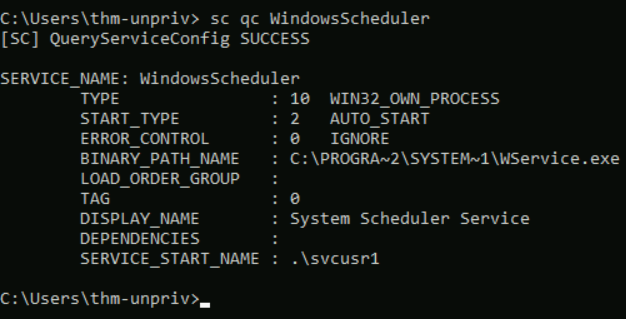 C:\Users\thm-unpriv> sc qc WindowsScheduler
[SC] QueryServiceConfig SUCCESS

SERVICE_NAME: WindowsScheduler
        TYPE               : 10  WIN32_OWN_PROCESS
        START_TYPE         : 2   AUTO_START
        ERROR_CONTROL      : 0   IGNORE
        BINARY_PATH_NAME   : C:\PROGRA~2\SYSTEM~1\WService.exe
        LOAD_ORDER_GROUP   :
        TAG                : 0
        DISPLAY_NAME       : System Scheduler Service
        DEPENDENCIES       :
        SERVICE_START_NAME : .\svcusr1

C:\Users\thm-unpriv>